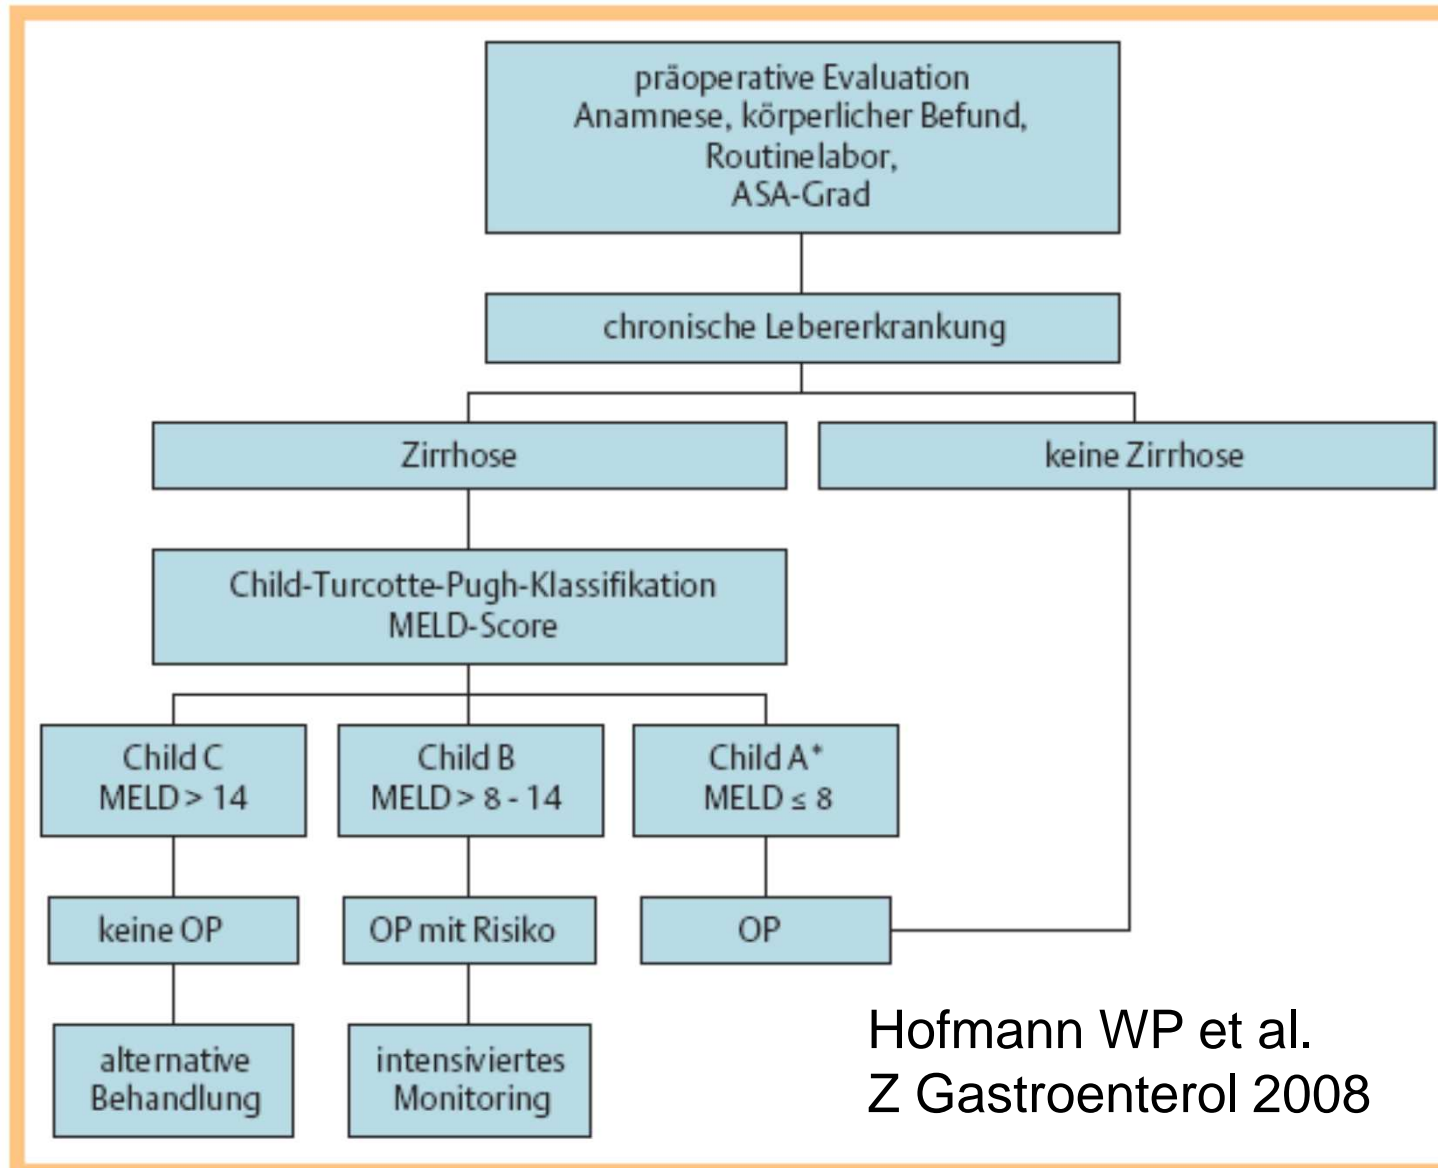 präoperative Evaluation
Anamnese, körperlicher Befund,
Routinelabor,
ASA-Grad
chronische Lebererkrankung
Zirrhose
keine Zirrhose
Child-Turcotte-Pugh-Klassifikation
MELD-Score
Child C
MELD > 14
Child B
MELD > 8 - 14
Child A*
MELD ≤ 8
keine OP
OP mit Risiko
OP
alternative
Behandlung
intensiviertes
Monitoring
Hofmann WP et al.
Z Gastroenterol 2008